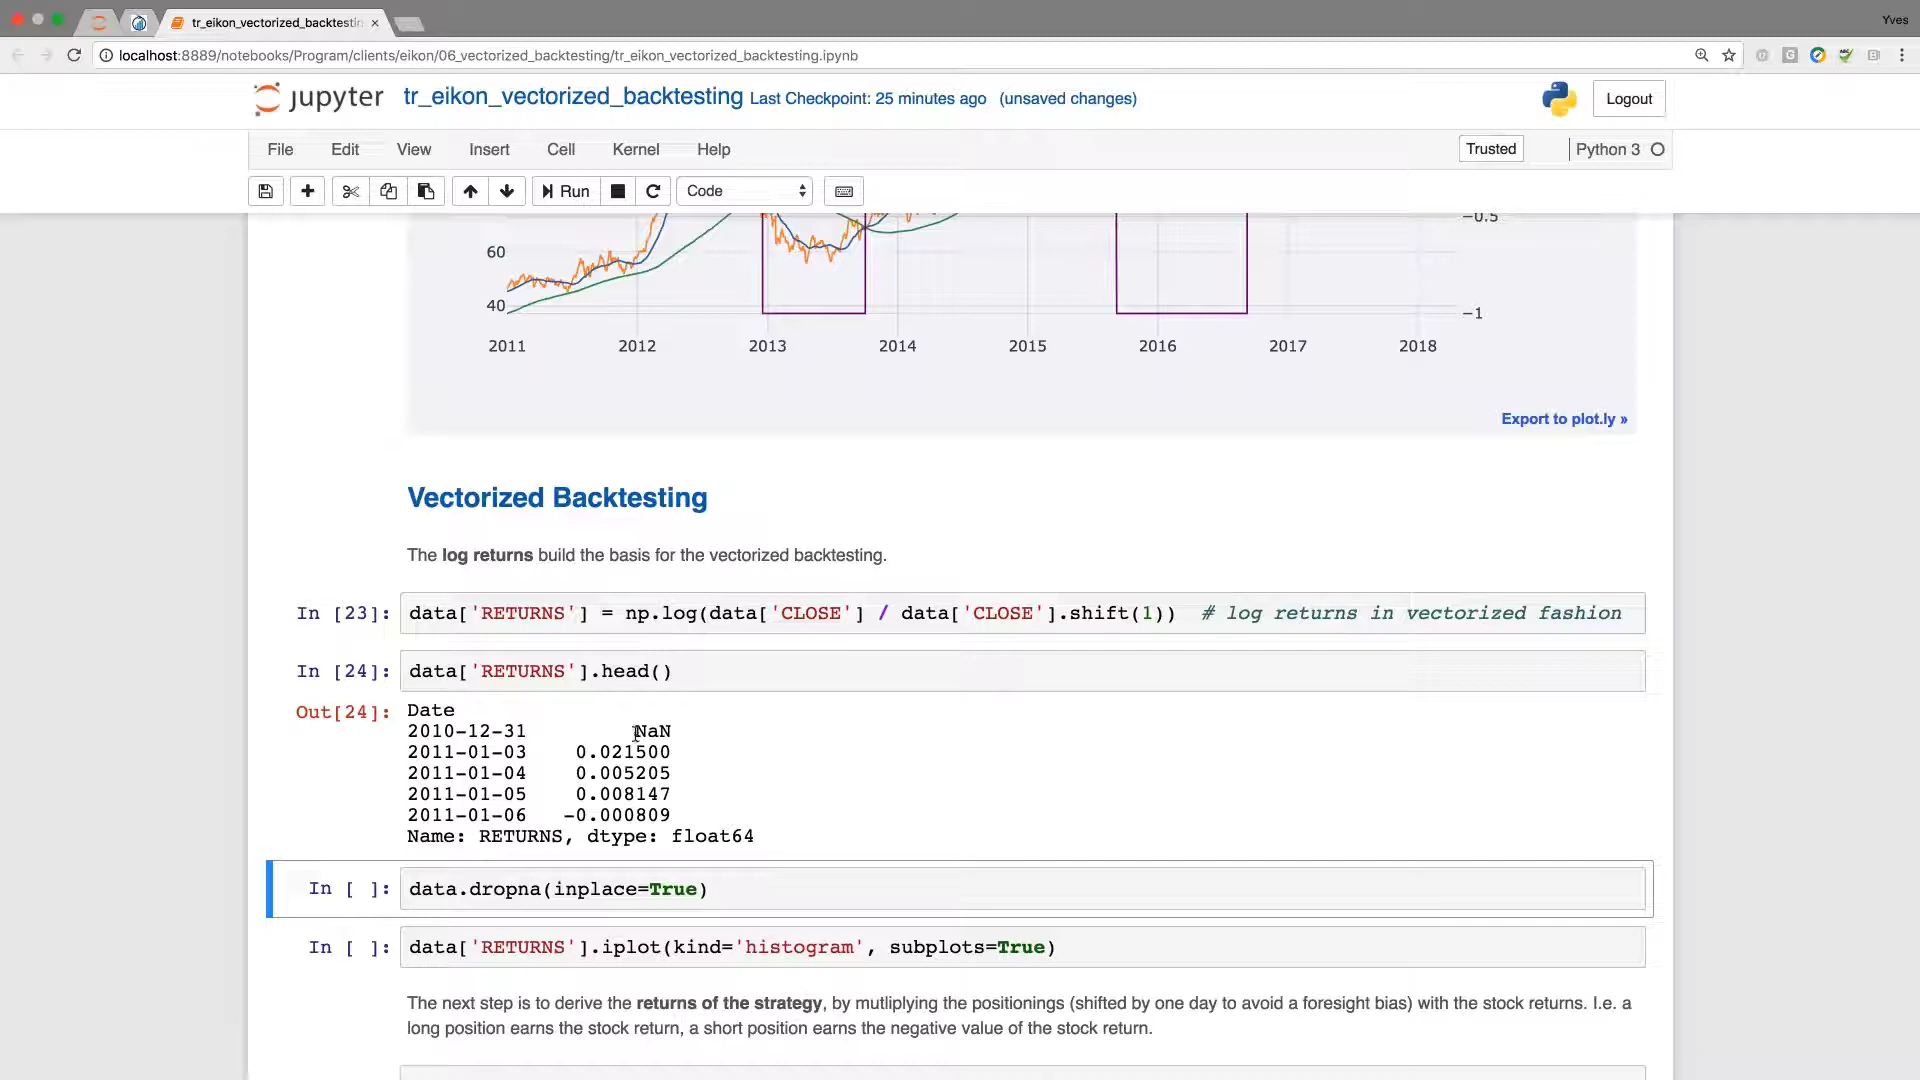 Yves
tr_eikon_vectorized_backtestin
localhost:8889/notebooks/Program/clients/eikon/06_vectorized_backtesting/tr_eikon_vectorized_backtesting.ipynb
jupyter tr_eikon_vectorized_backtesting Last Checkpoint: 25 minutes ago (unsaved changes)
Logout
File Edit View Insert Cell Kernel Help
Trusted
Python 3
Run
Code
−0.5
60
40
−1
2011 2012 2013 2014 2015 2016 2017 2018
Export to plot.ly »
Vectorized Backtesting
The log returns build the basis for the vectorized backtesting.
In [23]: data['RETURNS'] = np.log(data['CLOSE'] / data['CLOSE'].shift(1))  # log returns in vectorized fashion
In [24]: data['RETURNS'].head()
Out[24]: Date
2010-12-31 NaN
2011-01-03 0.021500
2011-01-04 0.005205
2011-01-05 0.008147
2011-01-06 -0.000809
Name: RETURNS, dtype: float64
In [ ]: data.dropna(inplace=True)
In [ ]: data['RETURNS'].iplot(kind='histogram', subplots=True)
The next step is to derive the returns of the strategy, by mutliplying the positionings (shifted by one day to avoid a foresight bias) with the stock returns. I.e. a
long position earns the stock return, a short position earns the negative value of the stock return.